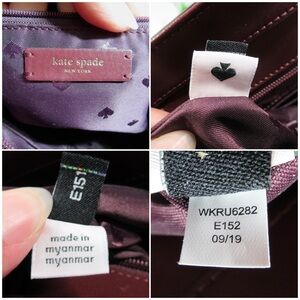 kate spade
NEW YORK
E151
made in
myanmar
myanmar
WKRU6282
E152
09/19